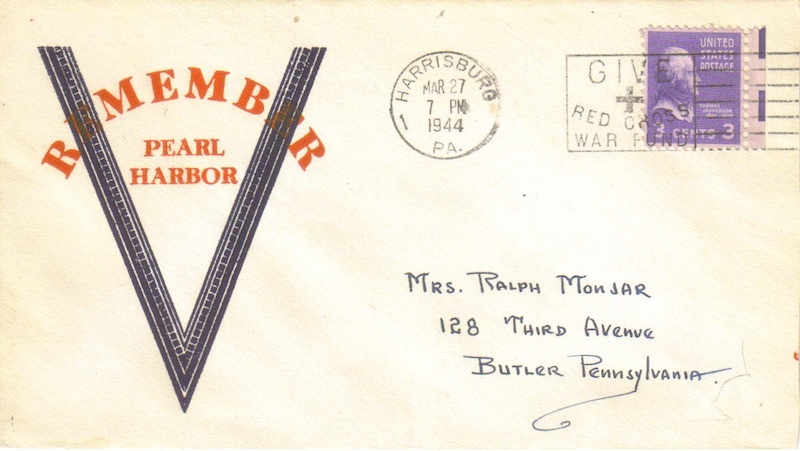 REMEMBER
PEARL
HARBOR
HARRISBURG
MAR 27
7 PM
1944
PA.
1
GIVE
RED CROSS
WAR FUND
UNITED
STATES
POSTAGE
THOMAS
JEFFERSON
3 CENTS 3
Mrs. Ralph Monjar
128 Third Avenue
Butler Pennsylvania.